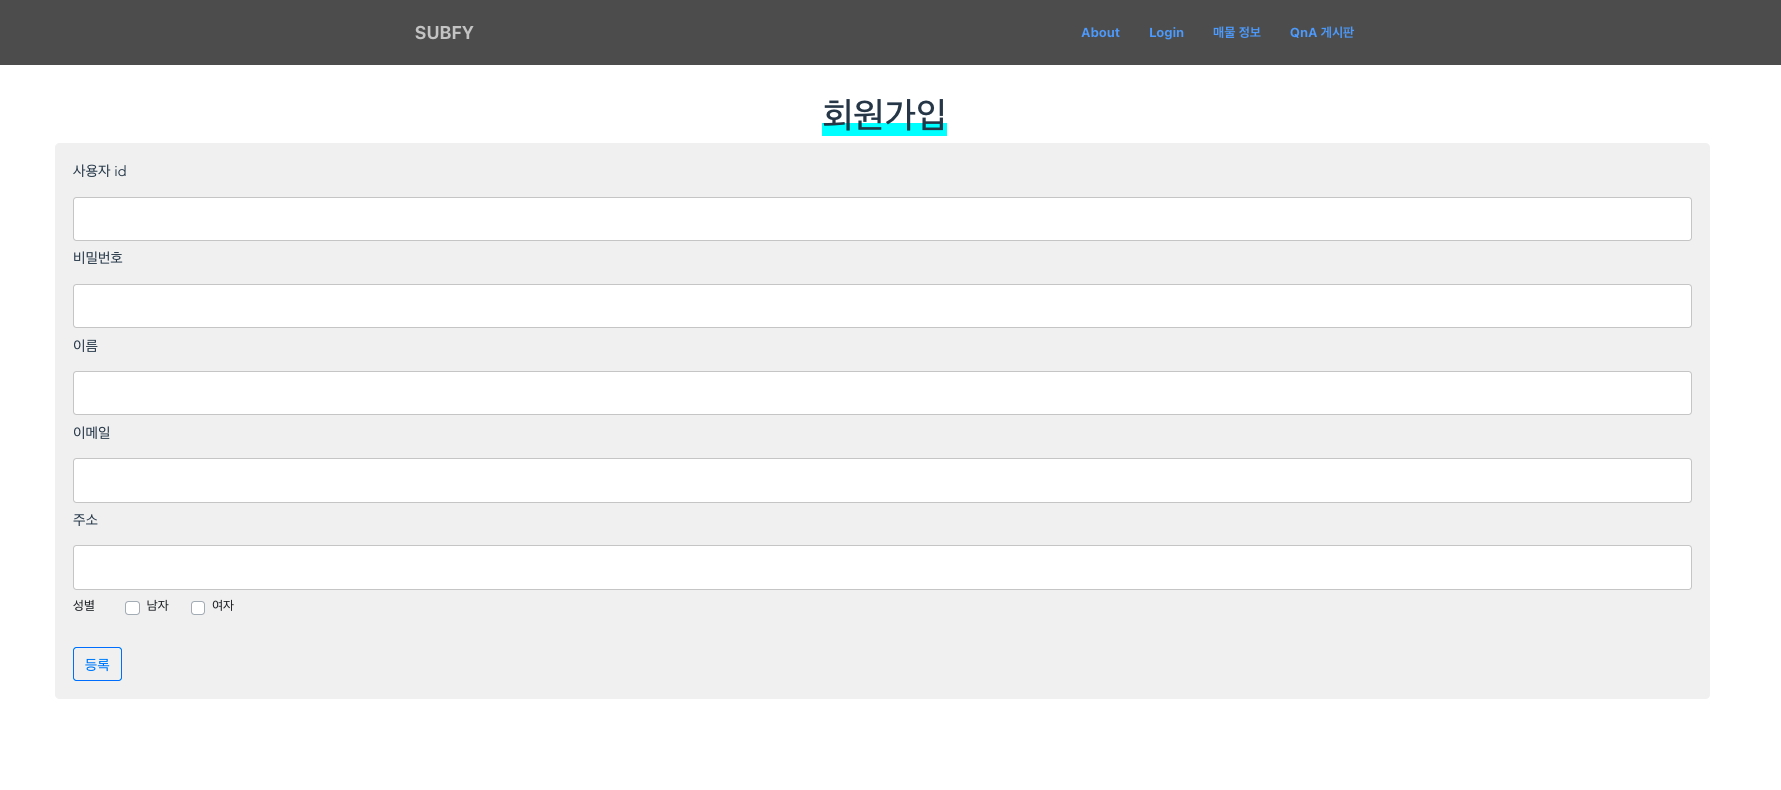 SUBFY About Login 매물 정보 QnA 게시판
회원가입
사용자 id
비밀번호
이름
이메일
주소
성별 남자 여자
등록